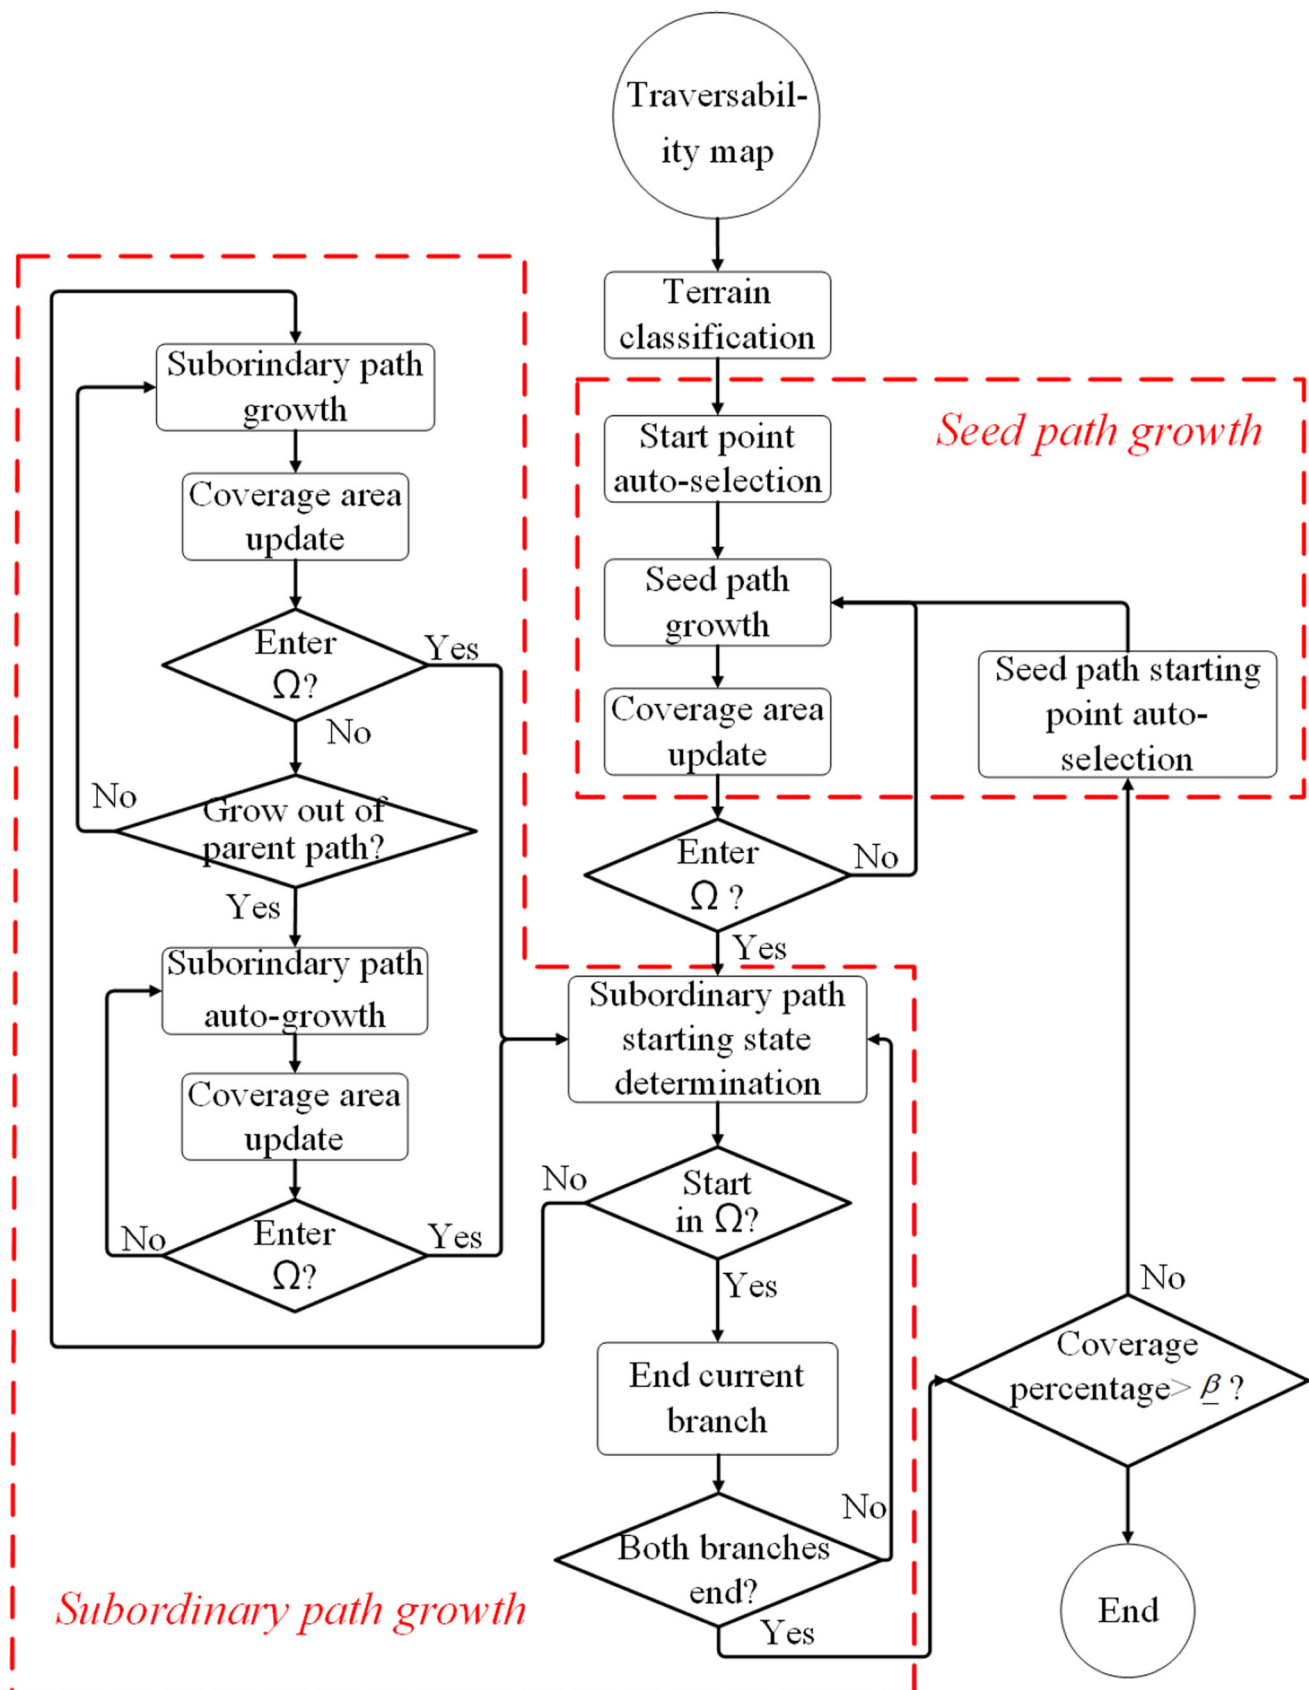 Traversabil-
ity map
Terrain
classification
Seed path growth
Start point
auto-selection
Seed path
growth
Coverage area
update
Seed path starting
point auto-
selection
Enter
Ω ?
No
Yes
Suborindary path
growth
Coverage area
update
Enter
Ω?
Yes
No
No
Grow out of
parent path?
Yes
Suborindary path
auto-growth
Coverage area
update
Enter
Ω?
No
Yes
Subordinary path
starting state
determination
No
Start
in Ω?
Yes
End current
branch
No
Both branches
end?
Yes
No
Coverage
percentage> β ?
End
Subordinary path growth